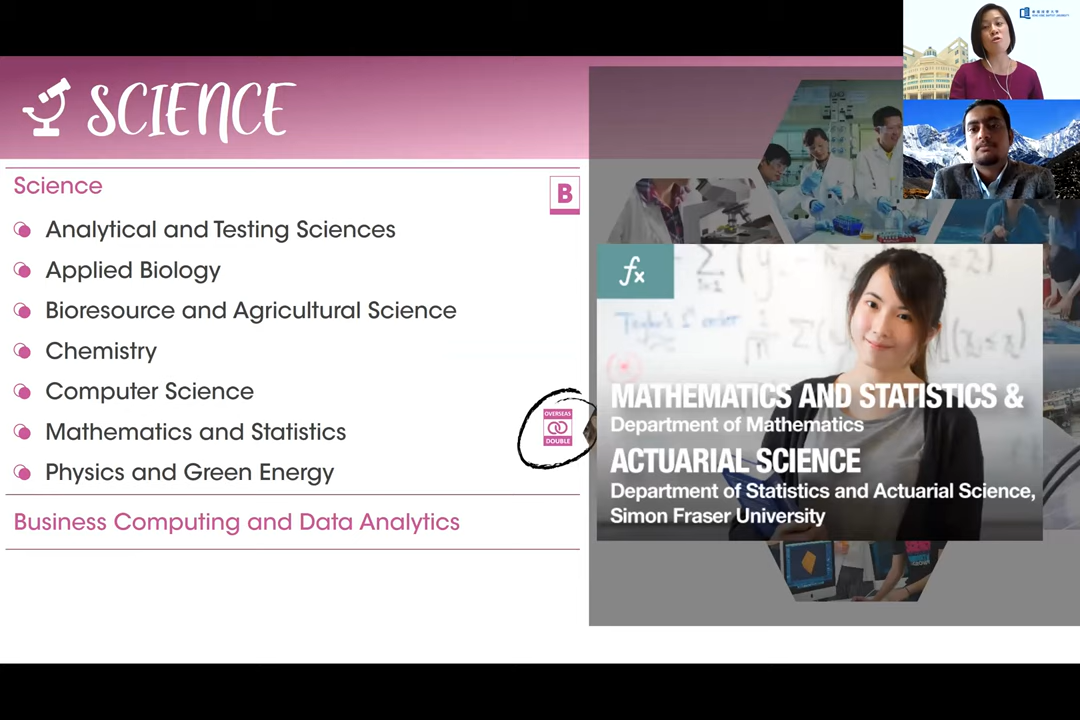 SCIENCE
Science
B
Analytical and Testing Sciences
Applied Biology
Bioresource and Agricultural Science
Chemistry
Computer Science
Mathematics and Statistics
Physics and Green Energy
OVERSEAS
DOUBLE
Business Computing and Data Analytics
fx
MATHEMATICS AND STATISTICS &
Department of Mathematics
ACTUARIAL SCIENCE
Department of Statistics and Actuarial Science,
Simon Fraser University